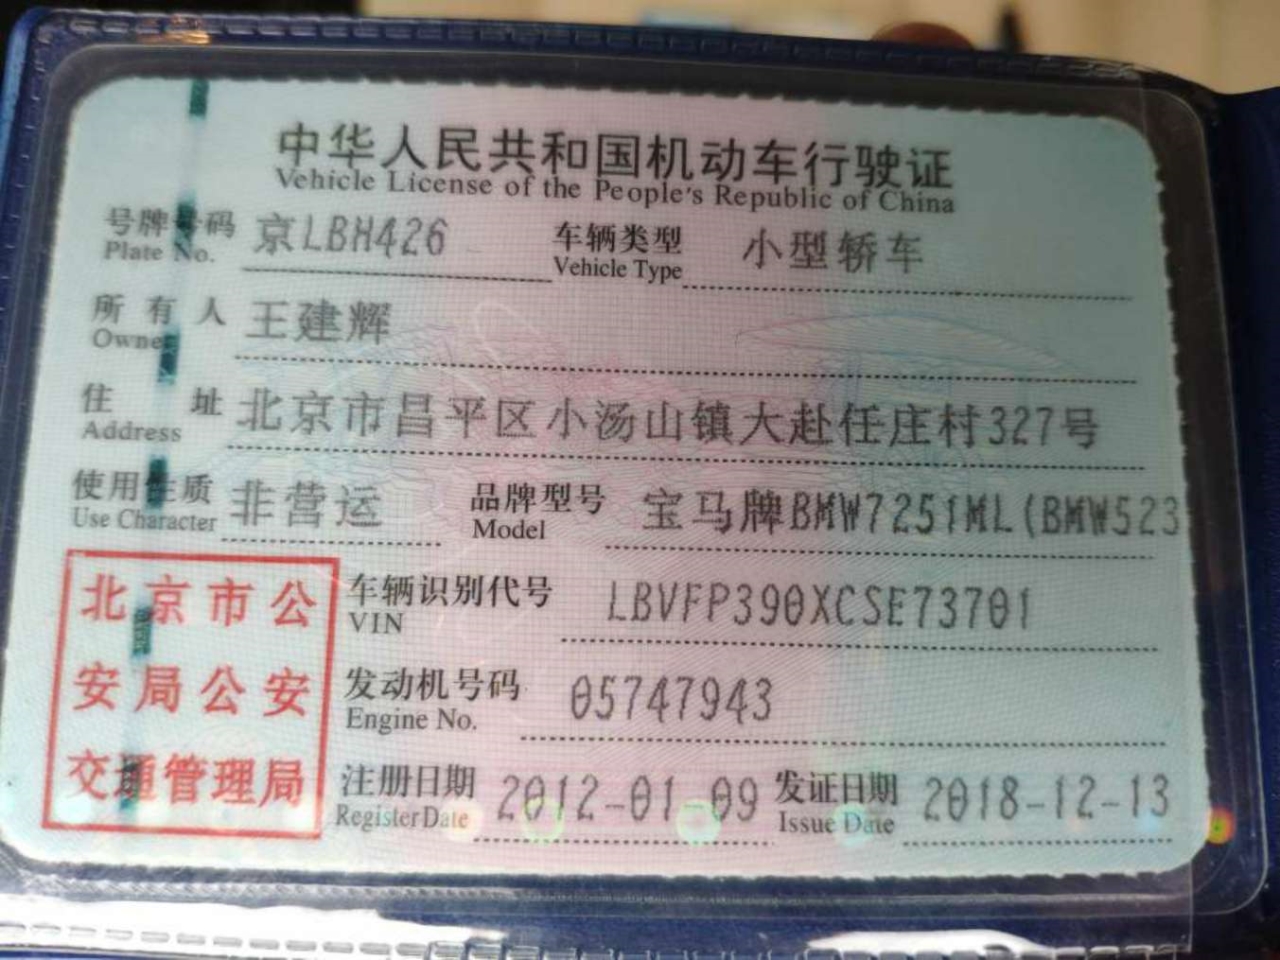 中华人民共和国机动车行驶证
Vehicle License of the People's Republic of China
号牌号码 京LBH426 车辆类型 小型轿车
Plate No. Vehicle Type
所有人 王建辉
Owner
住址 北京市昌平区小汤山镇大赴任庄村327号
Address
使用性质 非营运 品牌型号 宝马牌BMW7251ML(BMW523
Use Character Model
北京市公
安局公安
交通管理局
车辆识别代号 LBVFP390XCSE73701
VIN
发动机号码 05747943
Engine No.
注册日期 2012-01-09 发证日期 2018-12-13
Register Date Issue Date